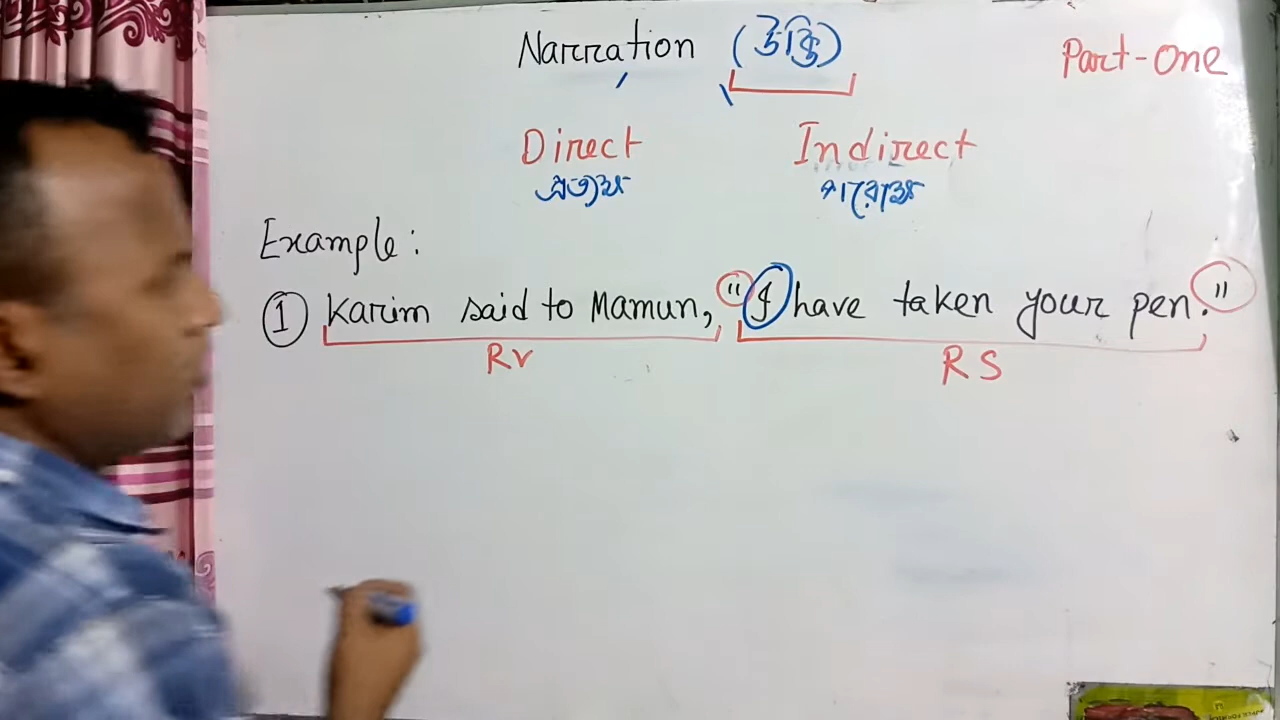 Narration (উক্তি)
Part-One
Direct Indirect
প্রত্যক্ষ পরোক্ষ
Example:
① Karim said to Mamun, "I have taken your pen."
RV RS